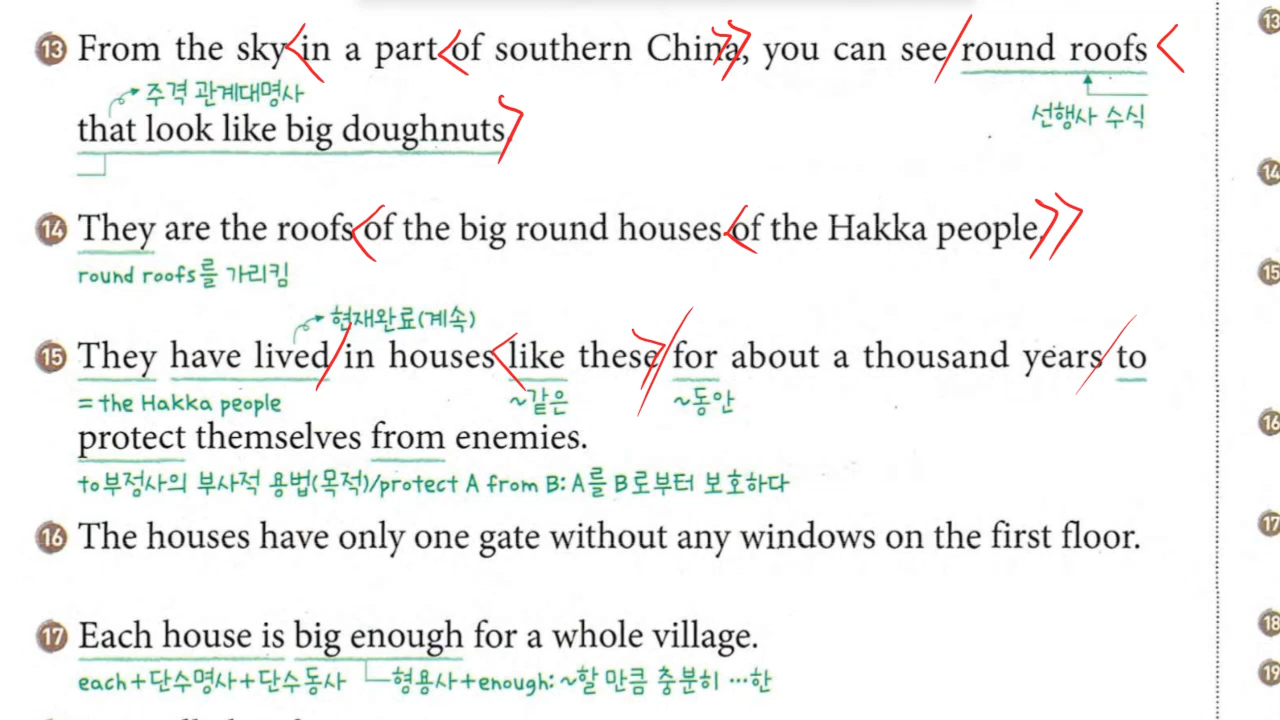 13 From the sky in a part of southern China, you can see round roofs
주격 관계대명사
선행사 수식
that look like big doughnuts.
14 They are the roofs of the big round houses of the Hakka people.
round roofs를 가리킴
현재완료(계속)
15 They have lived in houses like these for about a thousand years to
= the Hakka people ~같은 ~동안
protect themselves from enemies.
to부정사의 부사적 용법(목적)/protect A from B: A를 B로부터 보호하다
16 The houses have only one gate without any windows on the first floor.
17 Each house is big enough for a whole village.
each+단수명사+단수동사 형용사+enough: ~할 만큼 충분히 …한
13
14
15
16
17
18
19